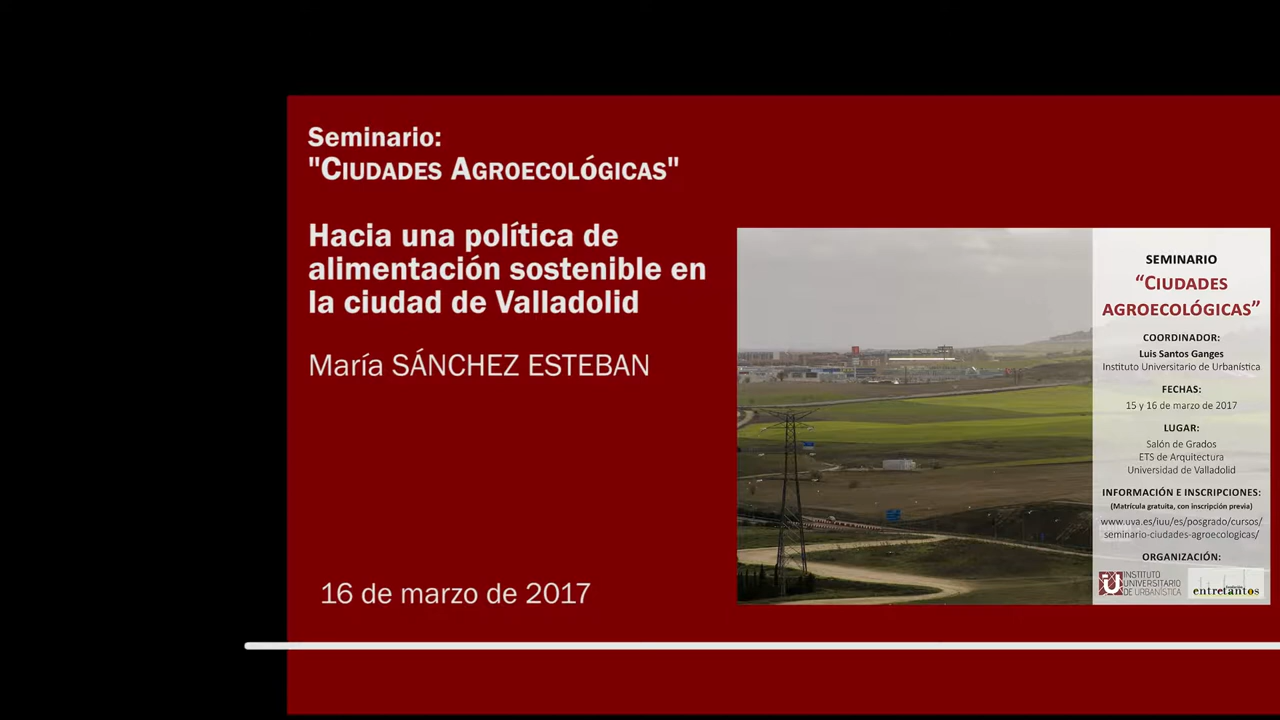 Seminario:
"CIUDADES AGROECOLÓGICAS"
Hacia una política de
alimentación sostenible en
la ciudad de Valladolid
María SÁNCHEZ ESTEBAN
16 de marzo de 2017
SEMINARIO
“CIUDADES
AGROECOLÓGICAS”
COORDINADOR:
Luis Santos Ganges
Instituto Universitario de Urbanística
FECHAS:
15 y 16 de marzo de 2017
LUGAR:
Salón de Grados
ETS de Arquitectura
Universidad de Valladolid
INFORMACIÓN E INSCRIPCIONES:
(Matrícula gratuita, con inscripción previa)
www.uva.es/iuu/es/posgrado/cursos/
seminario-ciudades-agroecologicas/
ORGANIZACIÓN:
INSTITUTO
UNIVERSITARIO
DE URBANÍSTICA
entretantos